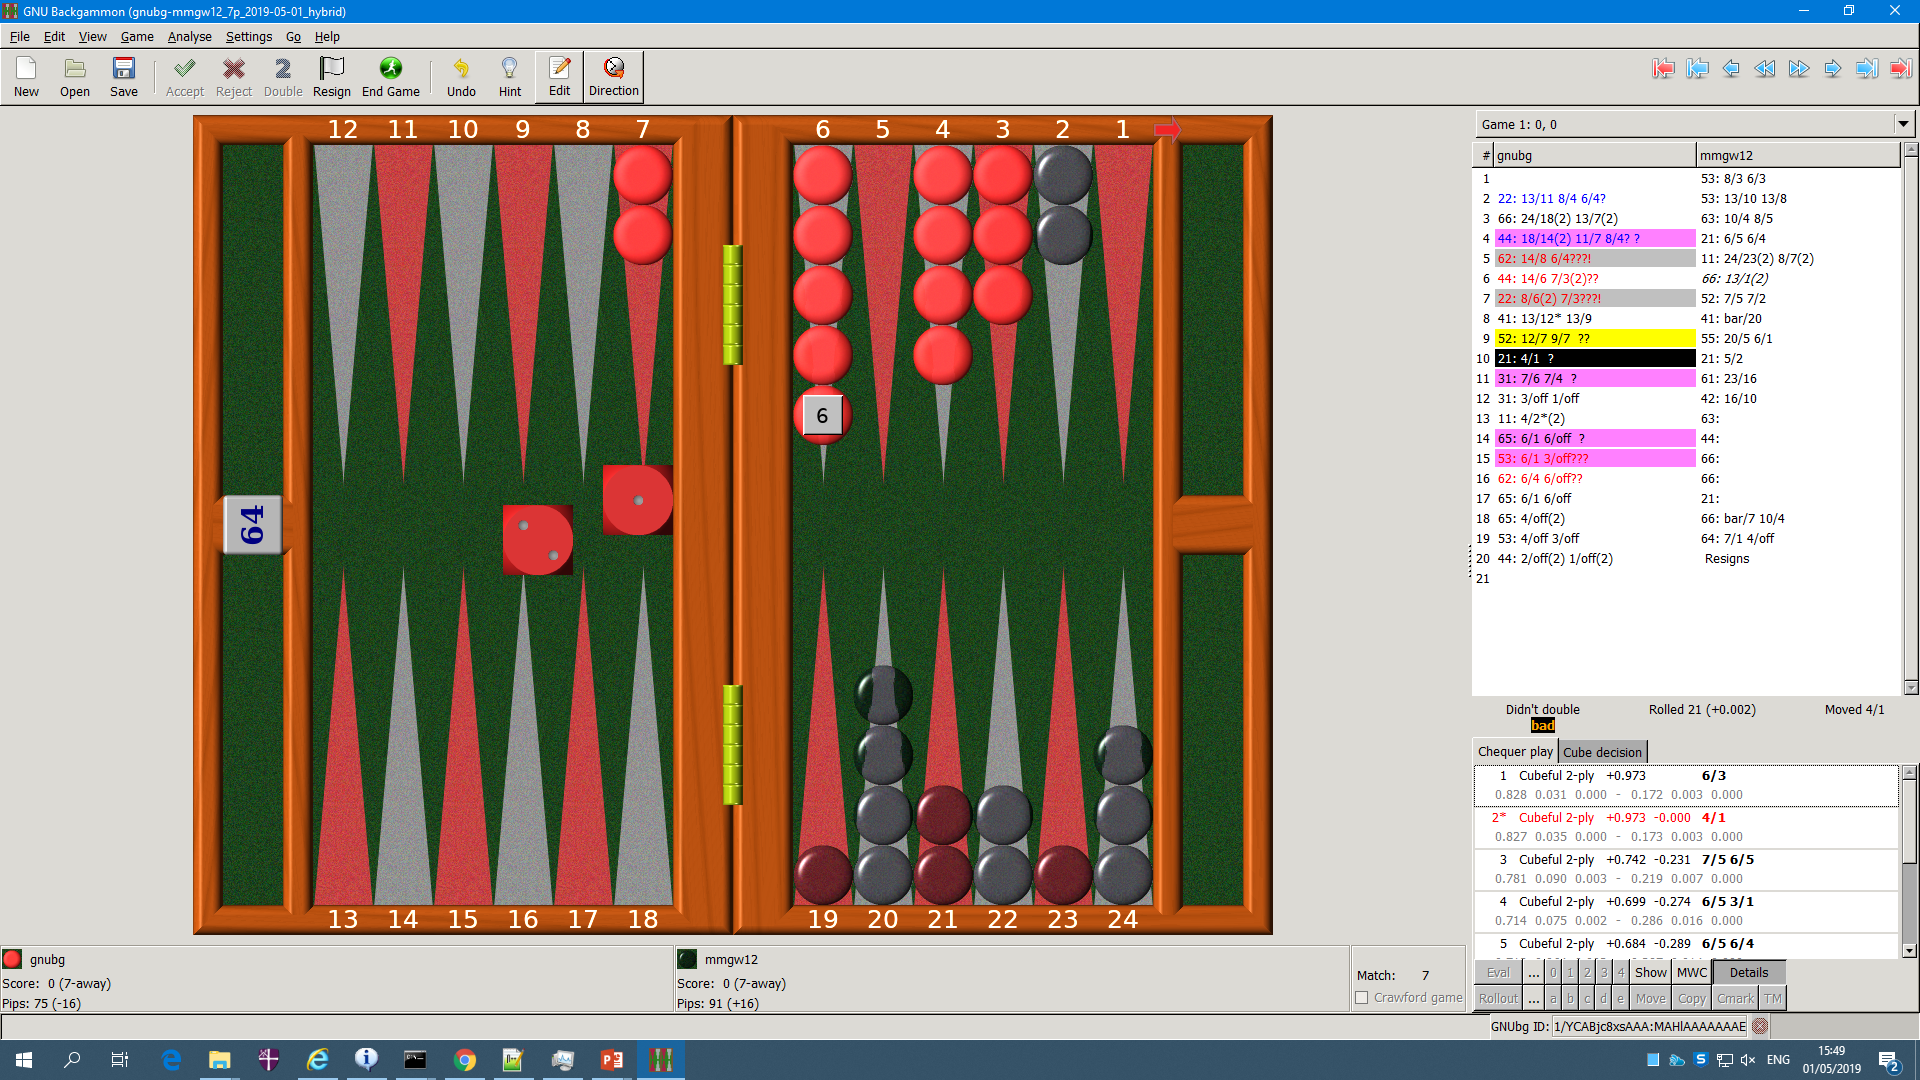 GNU Backgammon (gnubg-mmgw12_7p_2019-05-01_hybrid)
File Edit View Game Analyse Settings Go Help
New Open Save Accept Reject Double Resign End Game Undo Hint Edit Direction
2
12 11 10 9 8 7 6 5 4 3 2 1
6
64
13 14 15 16 17 18 19 20 21 22 23 24
Game 1: 0, 0
# gnubg mmgw12
1 53: 8/3 6/3
2 22: 13/11 8/4 6/4? 53: 13/10 13/8
3 66: 24/18(2) 13/7(2) 63: 10/4 8/5
4 44: 18/14(2) 11/7 8/4? ? 21: 6/5 6/4
5 62: 14/8 6/4???! 11: 24/23(2) 8/7(2)
6 44: 14/6 7/3(2)?? 66: 13/1(2)
7 22: 8/6(2) 7/3???! 52: 7/5 7/2
8 41: 13/12* 13/9 41: bar/20
9 52: 12/7 9/7 ?? 55: 20/5 6/1
10 21: 4/1 ? 21: 5/2
11 31: 7/6 7/4 ? 61: 23/16
12 31: 3/off 1/off 42: 16/10
13 11: 4/2*(2) 63:
14 65: 6/1 6/off ? 44:
15 53: 6/1 3/off??? 66:
16 62: 6/4 6/off?? 66:
17 65: 6/1 6/off 21:
18 65: 4/off(2) 66: bar/7 10/4
19 53: 4/off 3/off 64: 7/1 4/off
20 44: 2/off(2) 1/off(2) Resigns
21
Didn't double Rolled 21 (+0.002) Moved 4/1
bad
Chequer play Cube decision
1 Cubeful 2-ply +0.973 6/3
0.828 0.031 0.000 - 0.172 0.003 0.000
2* Cubeful 2-ply +0.973 -0.000 4/1
0.827 0.035 0.000 - 0.173 0.003 0.000
3 Cubeful 2-ply +0.742 -0.231 7/5 6/5
0.781 0.090 0.003 - 0.219 0.007 0.000
4 Cubeful 2-ply +0.699 -0.274 6/5 3/1
0.714 0.075 0.002 - 0.286 0.016 0.000
5 Cubeful 2-ply +0.684 -0.289 6/5 6/4
Eval ... 0 1 2 3 4 Show MWC Details
Rollout ... a b c d e Move Copy Cmark TM
gnubg
Score: 0 (7-away)
Pips: 75 (-16)
mmgw12
Score: 0 (7-away)
Pips: 91 (+16)
Match: 7
Crawford game
GNUbg ID: 1/YCABjc8xsAAA:MAHlAAAAAAAE
ENG
15:49
01/05/2019
2